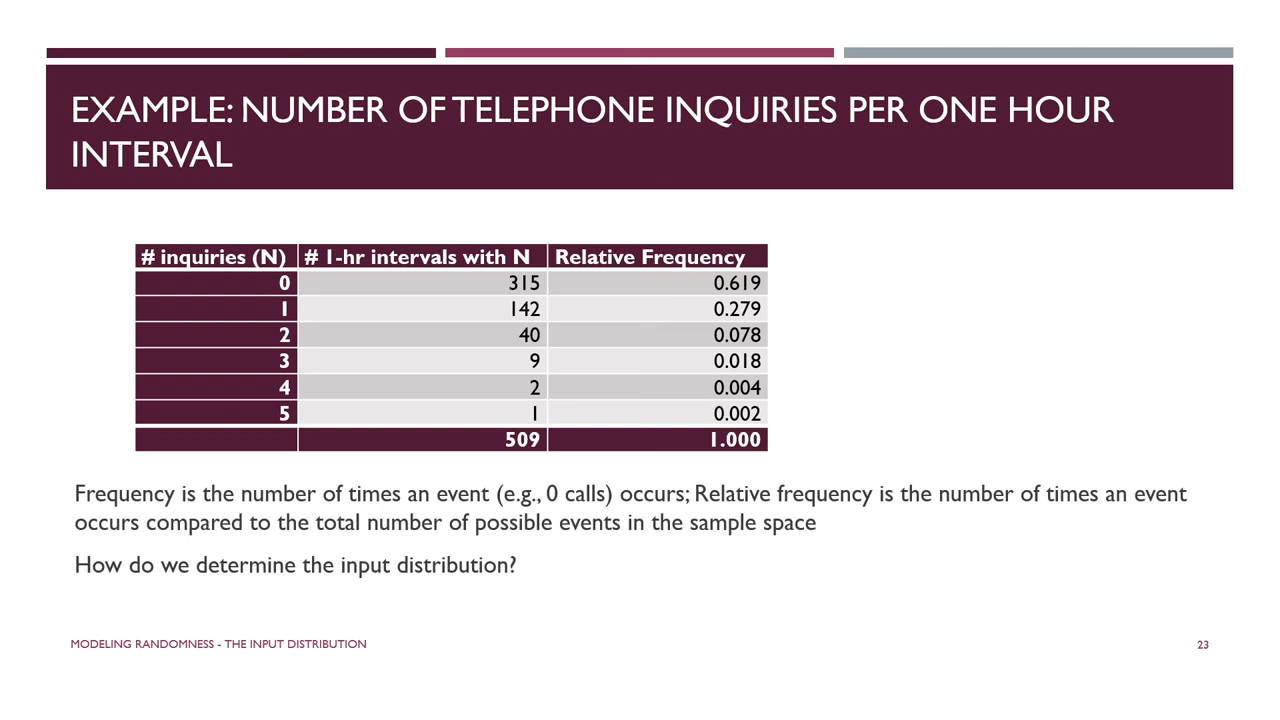 EXAMPLE: NUMBER OF TELEPHONE INQUIRIES PER ONE HOUR
INTERVAL
# inquiries (N) # 1-hr intervals with N Relative Frequency
0 315 0.619
1 142 0.279
2 40 0.078
3 9 0.018
4 2 0.004
5 1 0.002
509 1.000
Frequency is the number of times an event (e.g., 0 calls) occurs; Relative frequency is the number of times an event
occurs compared to the total number of possible events in the sample space
How do we determine the input distribution?
MODELING RANDOMNESS - THE INPUT DISTRIBUTION 23